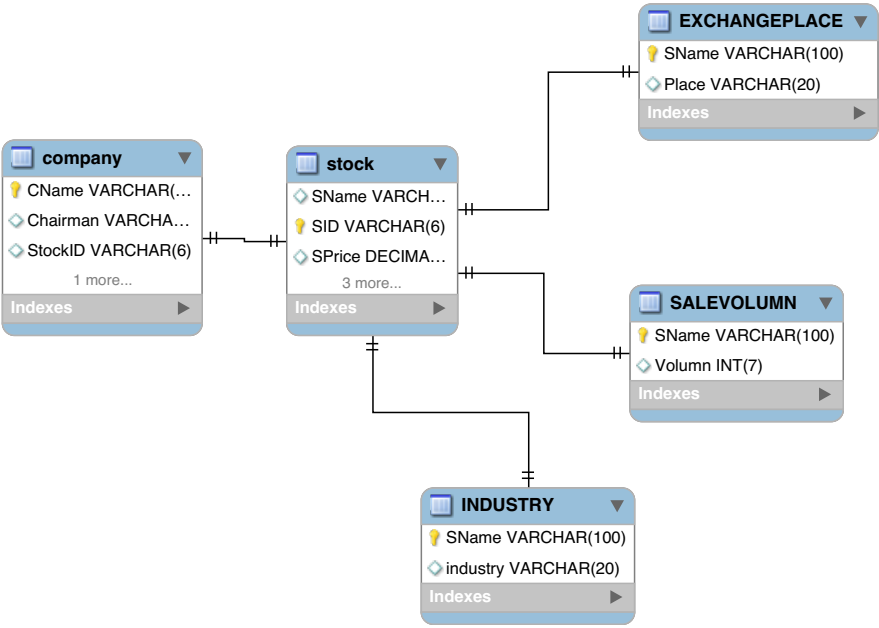 EXCHANGEPLACE
SName VARCHAR(100)
Place VARCHAR(20)
Indexes
company
CName VARCHAR(...
Chairman VARCHA...
StockID VARCHAR(6)
1 more...
Indexes
stock
SName VARCH...
SID VARCHAR(6)
SPrice DECIMA...
3 more...
Indexes
SALEVOLUMN
SName VARCHAR(100)
Volumn INT(7)
Indexes
INDUSTRY
SName VARCHAR(100)
industry VARCHAR(20)
Indexes